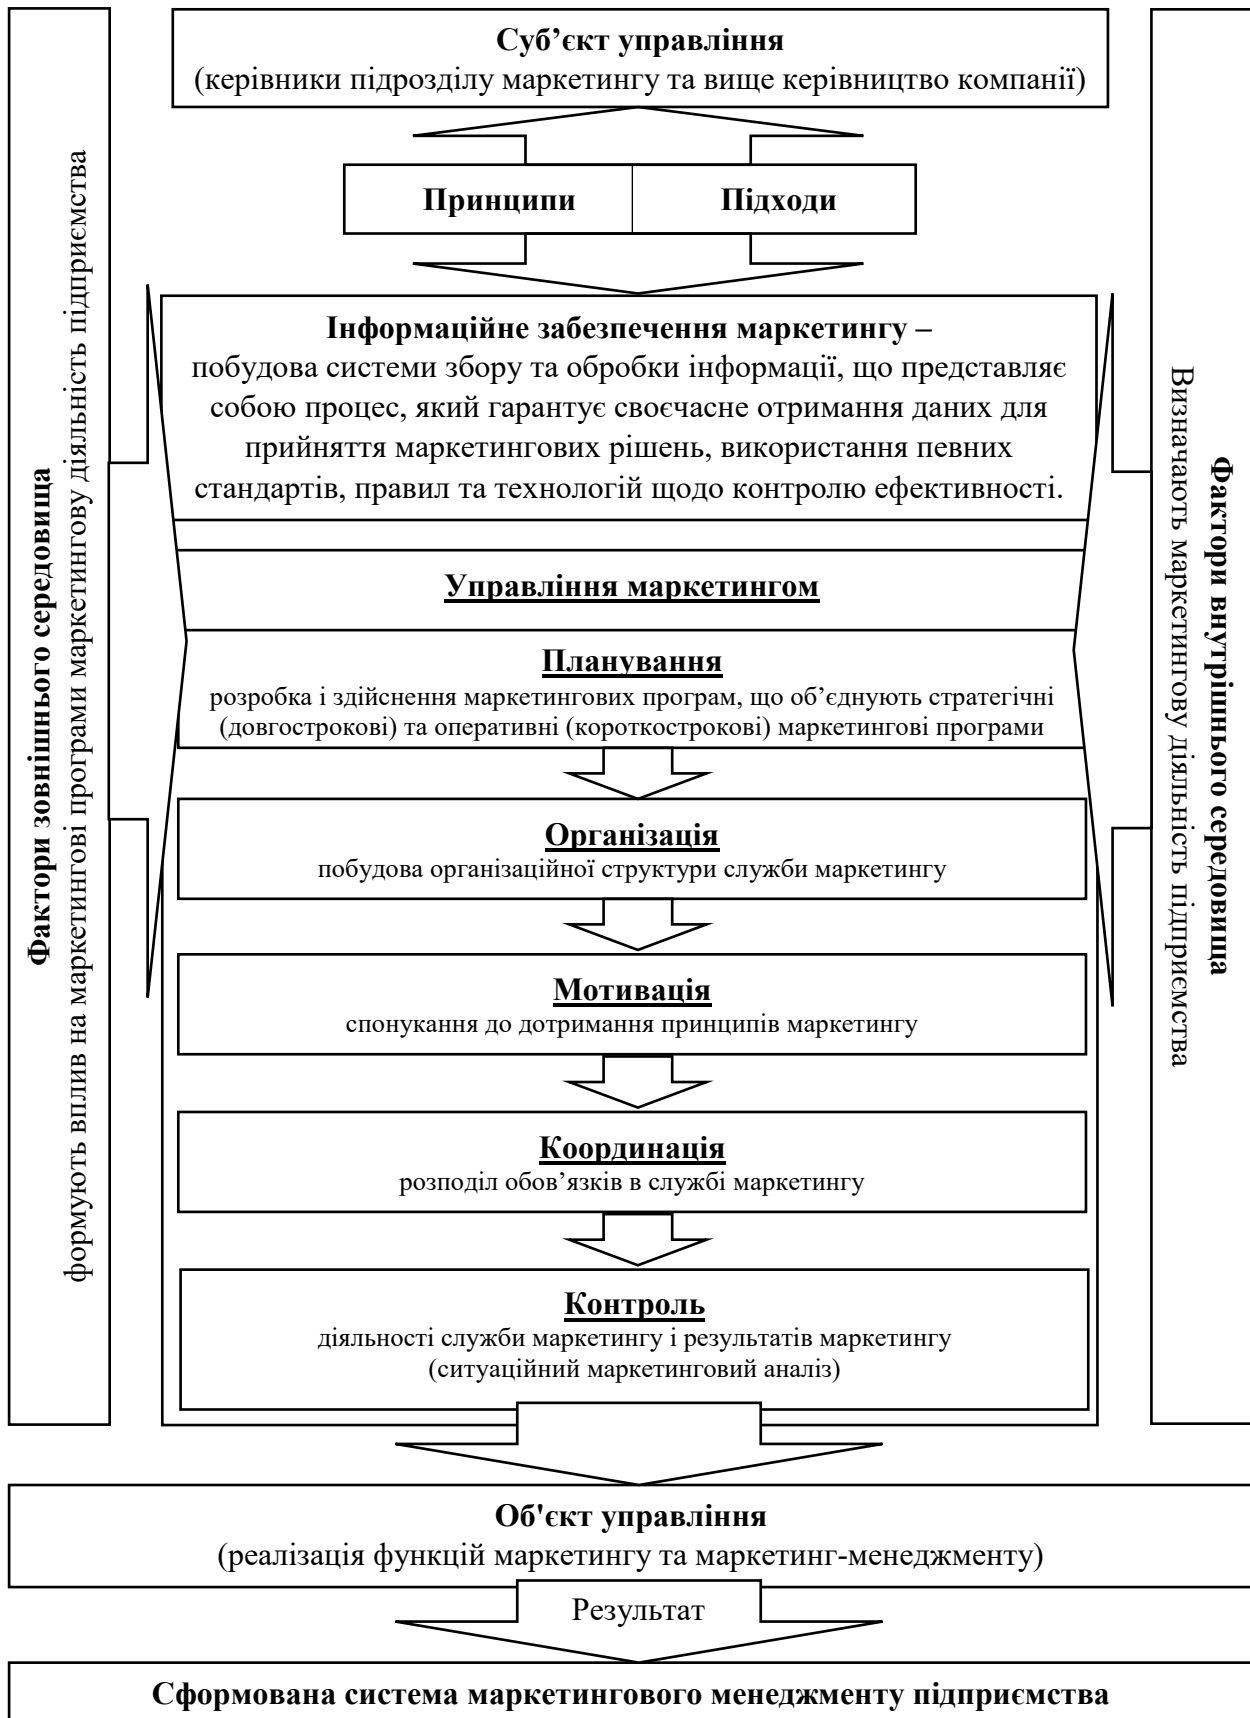 Суб’єкт управління
(керівники підрозділу маркетингу та вище керівництво компанії)
Принципи
Підходи
Фактори зовнішнього середовища
формують вплив на маркетингові програми маркетингову діяльність підприємства
Інформаційне забезпечення маркетингу –
побудова системи збору та обробки інформації, що представляє
собою процес, який гарантує своєчасне отримання даних для
прийняття маркетингових рішень, використання певних
стандартів, правил та технологій щодо контролю ефективності.
Управління маркетингом
Планування
розробка і здійснення маркетингових програм, що об’єднують стратегічні
(довгострокові) та оперативні (короткострокові) маркетингові програми
Організація
побудова організаційної структури служби маркетингу
Мотивація
спонукання до дотримання принципів маркетингу
Координація
розподіл обов’язків в службі маркетингу
Контроль
діяльності служби маркетингу і результатів маркетингу
(ситуаційний маркетинговий аналіз)
Фактори внутрішнього середовища
Визначають маркетингову діяльність підприємства
Об'єкт управління
(реалізація функцій маркетингу та маркетинг-менеджменту)
Результат
Сформована система маркетингового менеджменту підприємства